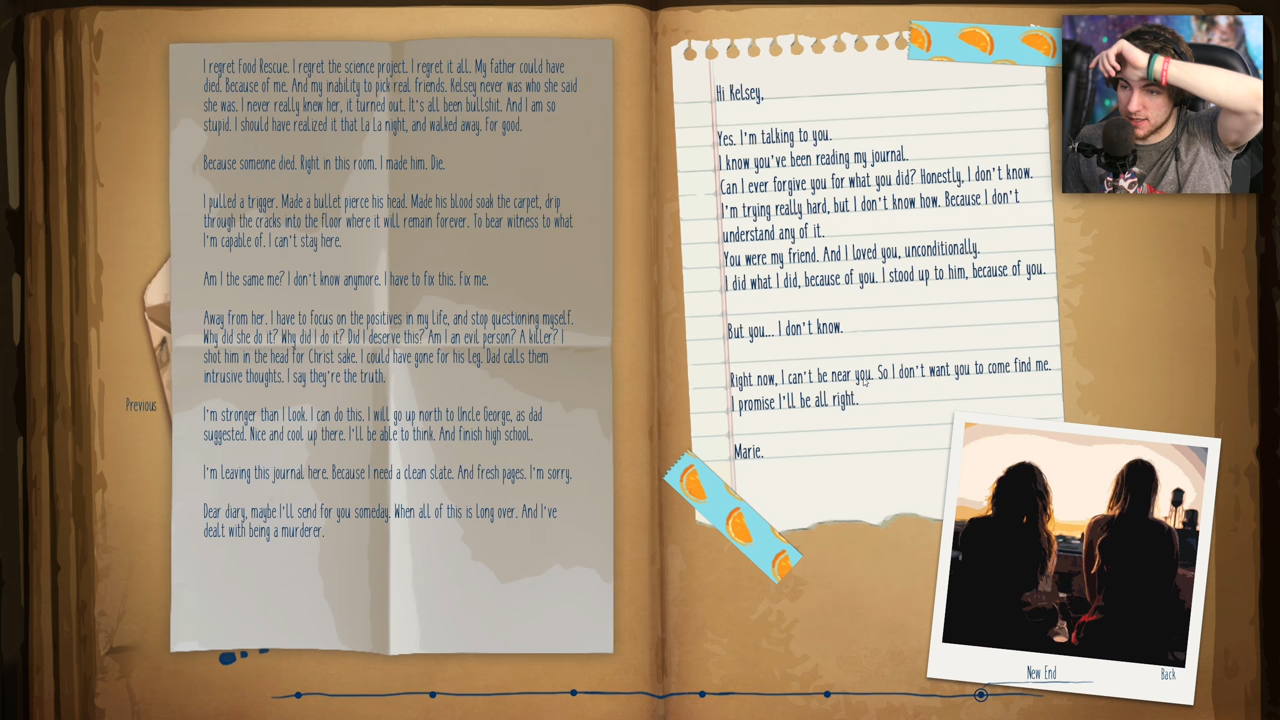 I regret Food Rescue. I regret the science project. I regret it all. My father could have
died. Because of me. And my inability to pick real friends. Kelsey never was who she said
she was. I never really knew her, it turned out. It's all been bullshit. And I am so
stupid. I should have realized it that La La night, and walked away. For good.
Because someone died. Right in this room. I made him. Die.
I pulled a trigger. Made a bullet pierce his head. Made his blood soak the carpet, drip
through the cracks into the floor where it will remain forever. To bear witness to what
I'm capable of. I can't stay here.
Am I the same me? I don't know anymore. I have to fix this. Fix me.
Away from her. I have to focus on the positives in my life, and stop questioning myself.
Why did she do it? Why did I do it? Did I deserve this? Am I an evil person? A killer? I
shot him in the head for Christ sake. I could have gone for his leg. Dad calls them
intrusive thoughts. I say they're the truth.
I'm stronger than I look. I can do this. I will go up north to Uncle George, as dad
suggested. Nice and cool up there. I'll be able to think. And finish high school.
I'm leaving this journal here. Because I need a clean slate. And fresh pages. I'm sorry.
Dear diary, maybe I'll send for you someday. When all of this is long over. And I've
dealt with being a murderer.
Previous
Hi Kelsey,
Yes. I'm talking to you.
I know you've been reading my journal.
Can I ever forgive you for what you did? Honestly, I don't know.
I'm trying really hard, but I don't know how. Because I don't
understand any of it.
You were my friend. And I loved you, unconditionally.
I did what I did, because of you. I stood up to him, because of you.
But you... I don't know.
Right now, I can't be near you. So I don't want you to come find me.
I promise I'll be all right.
Marie.
New End
Back